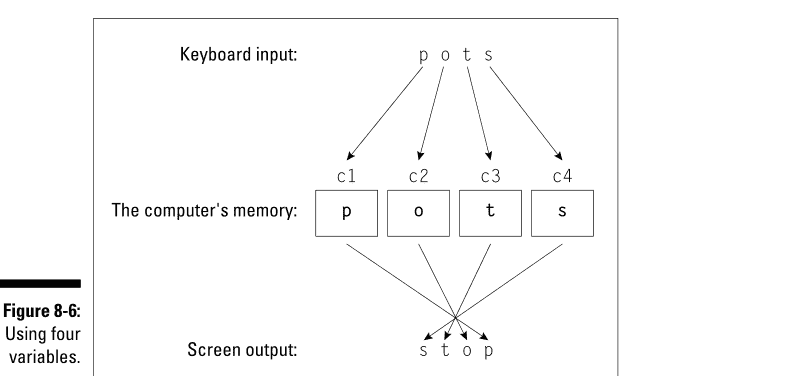 Keyboard input: p o t s
c1 c2 c3 c4
The computer's memory: p o t s
Figure 8-6:
Using four
variables.
Screen output: s t o p